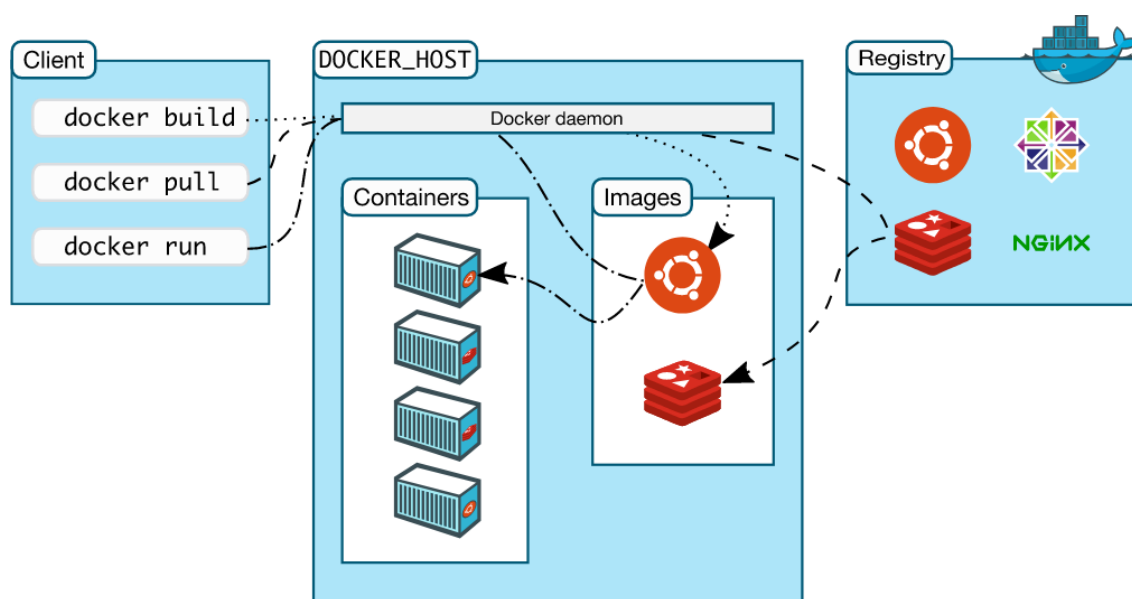 Client
docker build
docker pull
docker run
DOCKER_HOST
Docker daemon
Containers
Images
Registry
NGINX